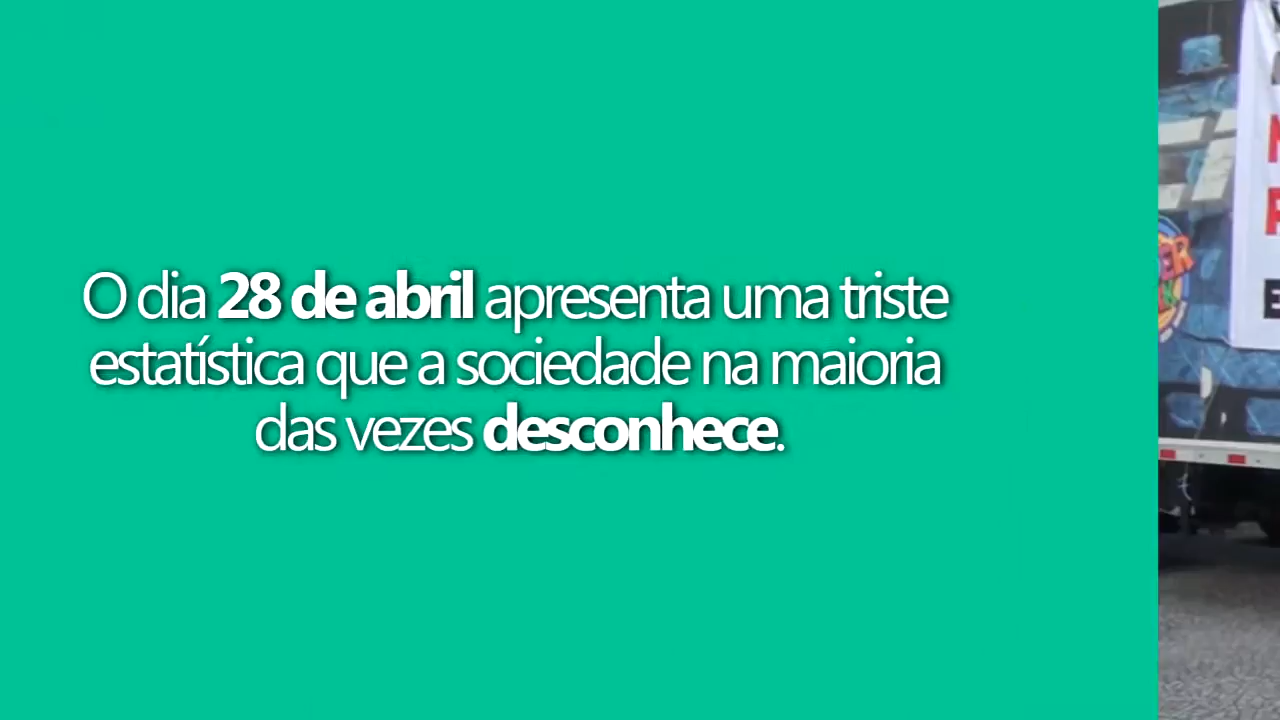 O dia 28 de abril apresenta uma triste
estatística que a sociedade na maioria
das vezes desconhece.